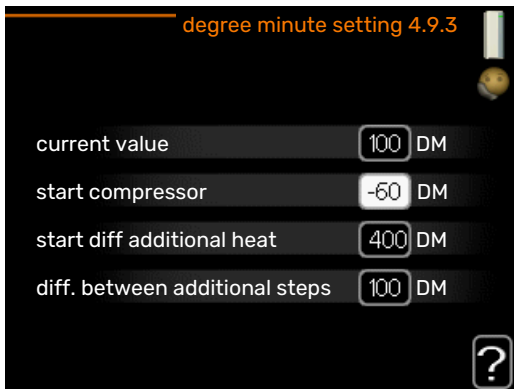 degree minute setting 4.9.3
current value 100 DM
start compressor -60 DM
start diff additional heat 400 DM
diff. between additional steps 100 DM
?